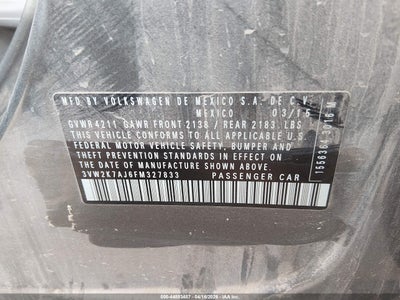 MFD BY VOLKSWAGEN DE MEXICO S.A. DE C.V.
MEXICO 03/15
GVWR 4211 GAWR FRONT 2138 / REAR 2183 LBS
THIS VEHICLE CONFORMS TO ALL APPLICABLE U.S.
FEDERAL MOTOR VEHICLE SAFETY, BUMPER AND
THEFT PREVENTION STANDARDS IN EFFECT ON
THE DATE OF MANUFACTURE SHOWN ABOVE.
3VW2K7AJ6FM327833 PASSENGER CAR